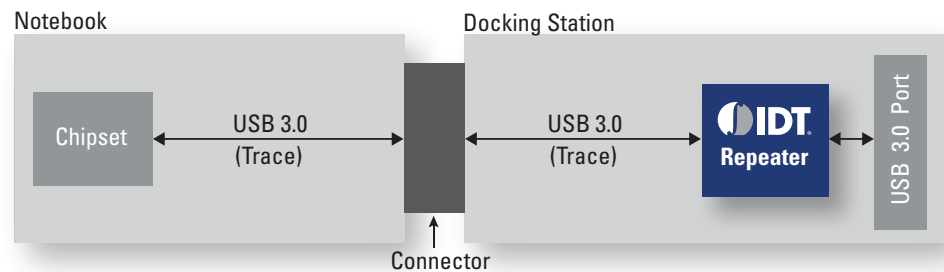 Notebook
Docking Station
Chipset
USB 3.0
(Trace)
USB 3.0
(Trace)
IDT.
Repeater
USB 3.0 Port
Connector